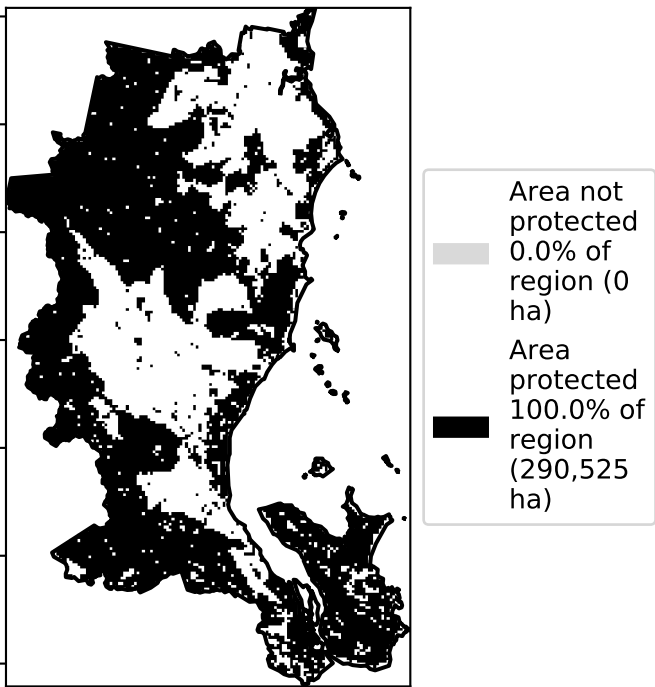 Area not
protected
0.0% of
region (0
ha)
Area
protected
100.0% of
region
(290,525
ha)